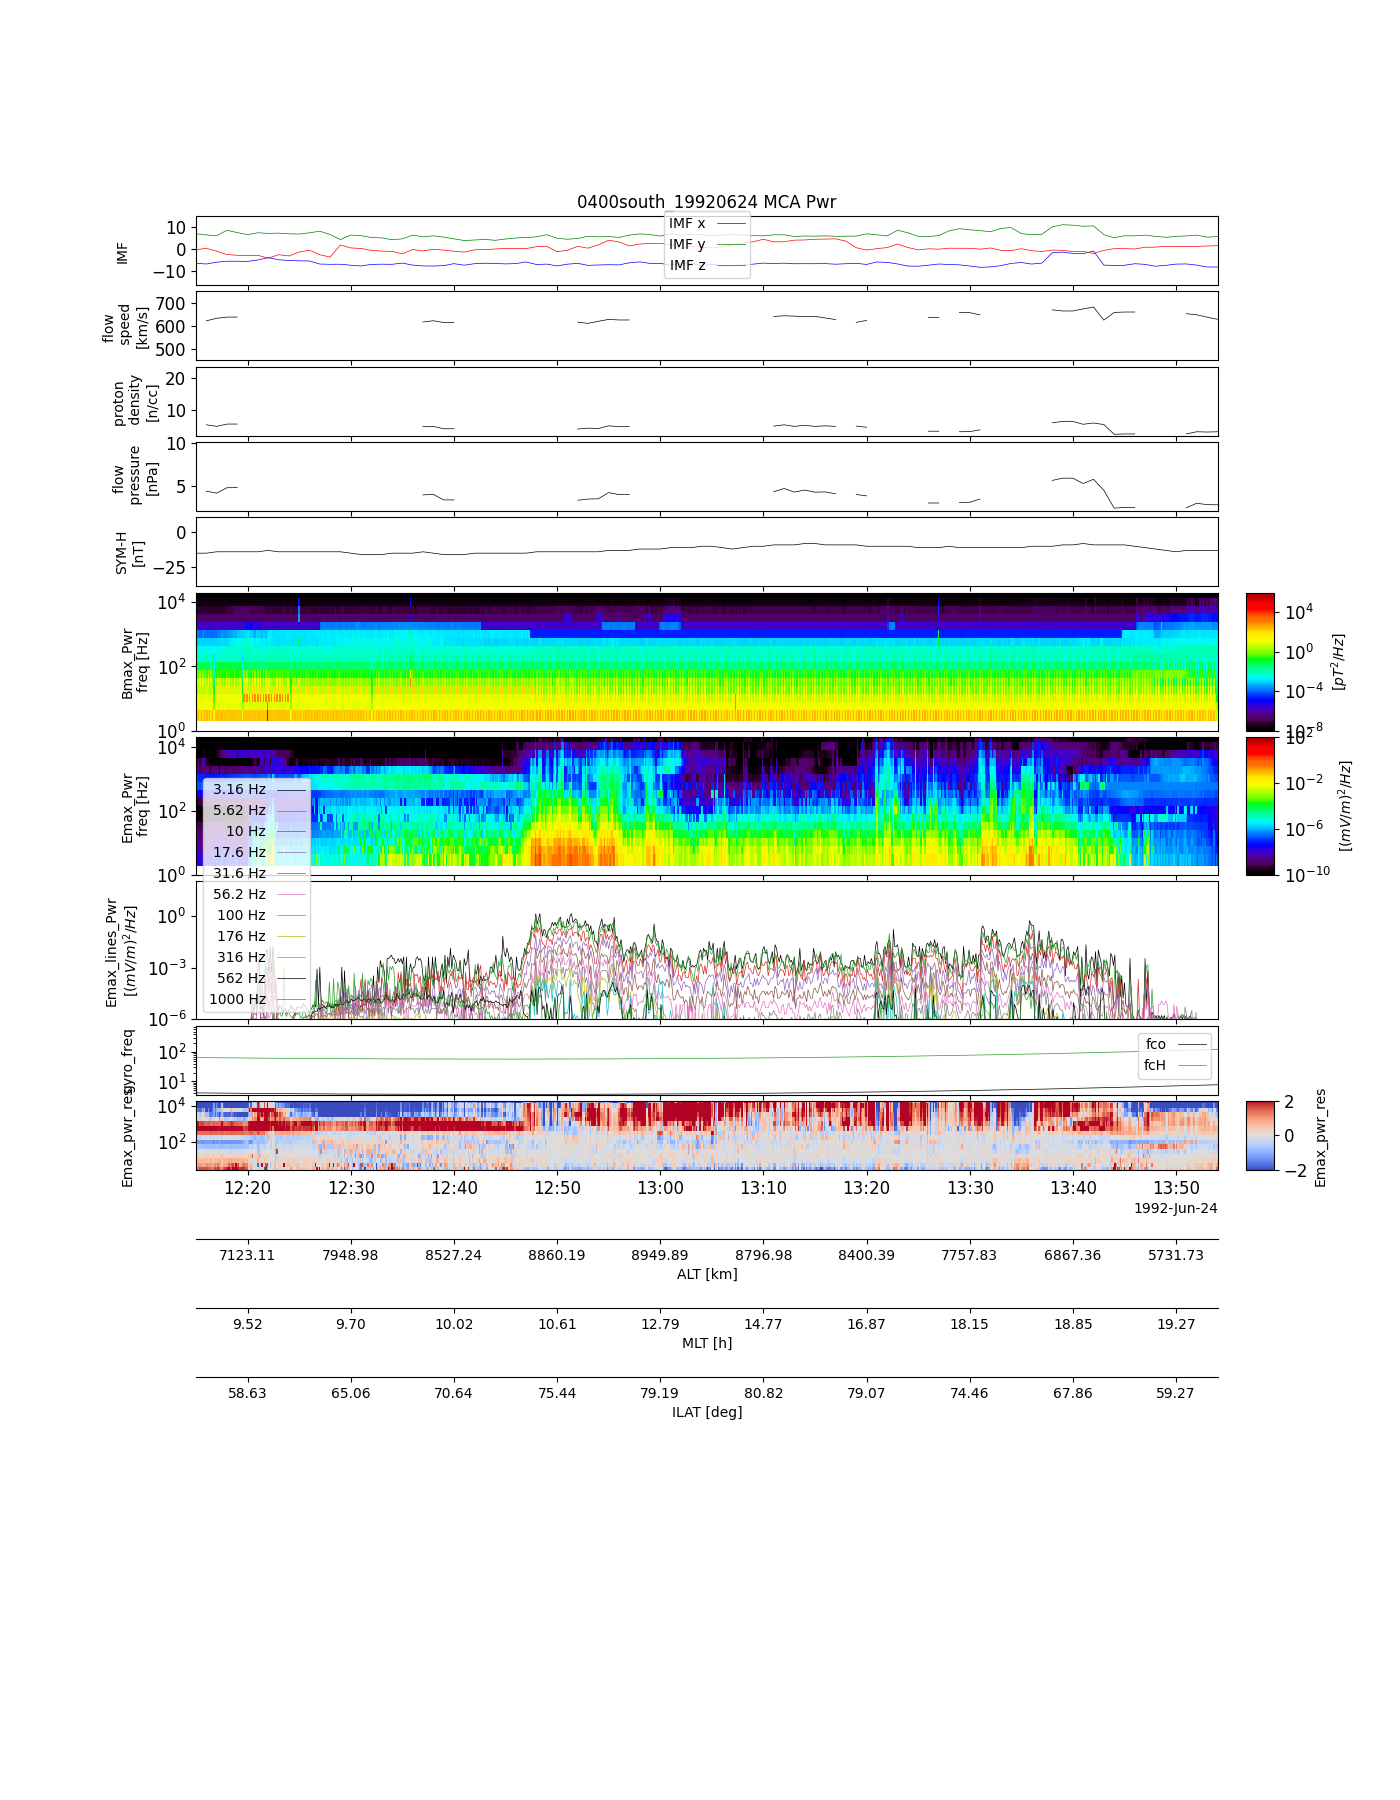 0400south_19920624 MCA Pwr
IMF
10
0
−10
IMF x
IMF y
IMF z
flow
speed
[km/s]
700
600
500
proton
density
[n/cc]
20
10
flow
pressure
[nPa]
10
5
SYM-H
[nT]
0
−25
Bmax_Pwr
freq [Hz]
10^4
10^2
10^0
10^4
10^0
10^−4
10^−8
[pT^2/Hz]
Emax_Pwr
freq [Hz]
10^4
10^2
10^0
10^2
10^−2
10^−6
10^−10
[(mV/m)^2/Hz]
3.16 Hz
5.62 Hz
10 Hz
17.6 Hz
31.6 Hz
56.2 Hz
100 Hz
176 Hz
316 Hz
562 Hz
1000 Hz
Emax_lines_Pwr
[(mV/m)^2/Hz]
10^0
10^−3
10^−6
gyro_freq
10^2
10^1
fco
fcH
Emax_pwr_res
10^4
10^2
2
0
−2
Emax_pwr_res
12:20 12:30 12:40 12:50 13:00 13:10 13:20 13:30 13:40 13:50
1992-Jun-24
7123.11 7948.98 8527.24 8860.19 8949.89 8796.98 8400.39 7757.83 6867.36 5731.73
ALT [km]
9.52 9.70 10.02 10.61 12.79 14.77 16.87 18.15 18.85 19.27
MLT [h]
58.63 65.06 70.64 75.44 79.19 80.82 79.07 74.46 67.86 59.27
ILAT [deg]